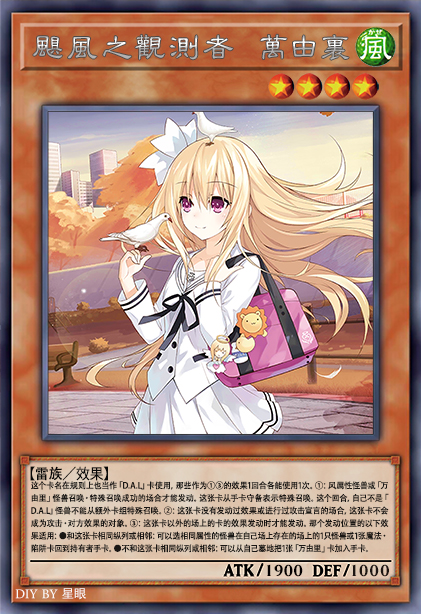 颶風之觀測者 萬由裏
風
【雷族／效果】
这个卡名在规则上也当作「D.A.L」卡使用，那些作为①③的效果1回合各能使用1次。①：风属性怪兽或「万
由里」怪兽召唤·特殊召唤成功的场合才能发动。这张卡从手卡守备表示特殊召唤。这个回合，自己不是「
D.A.L」怪兽不能从额外卡组特殊召唤。②：这张卡没有发动过效果或进行过攻击宣言的场合，这张卡不会
成为攻击·对方效果的对象。③：这张卡以外的场上的卡的效果发动时才能发动。那个发动位置的以下效
果适用：●和这张卡相同纵列或相邻：可以选相同属性的怪兽在自己场上存在的场上的1只怪兽或1张魔法·
陷阱卡回到持有者手卡。●不和这张卡相同纵列或相邻：可以从自己墓地把1张「万由里」卡加入手卡。
ATK/1900 DEF/1000
DIY BY 星眼